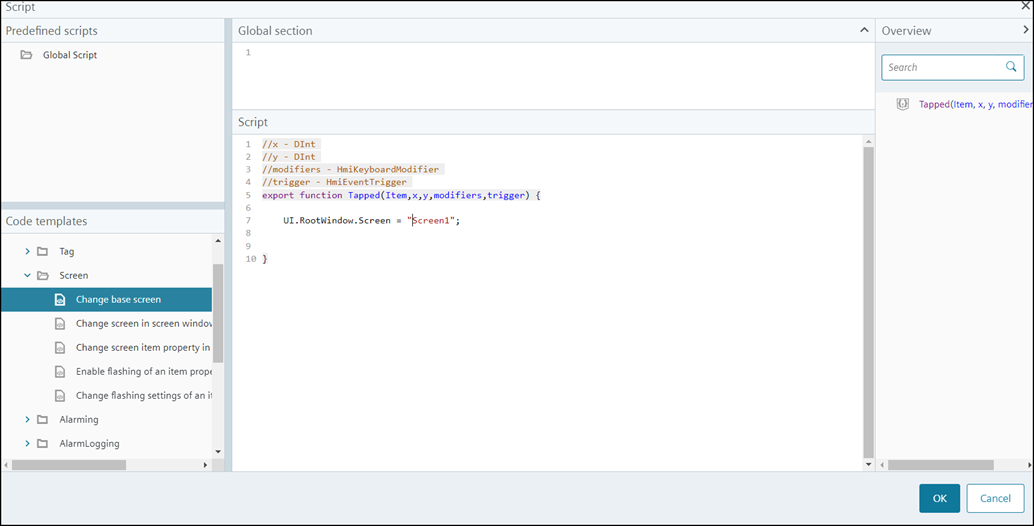 Script
Predefined scripts
Global Script
Code templates
Tag
Screen
Change base screen
Change screen in screen window
Change screen item property in
Enable flashing of an item prope
Change flashing settings of an it
Alarming
AlarmLogging
Global section
1
Script
1 //x - DInt
2 //y - DInt
3 //modifiers - HmiKeyboardModifier
4 //trigger - HmiEventTrigger
5 export function Tapped(Item,x,y,modifiers,trigger) {
6
7 UI.RootWindow.Screen = "Screen1";
8
9
10 }
Overview
Search
Tapped(Item, x, y, modifier
OK
Cancel